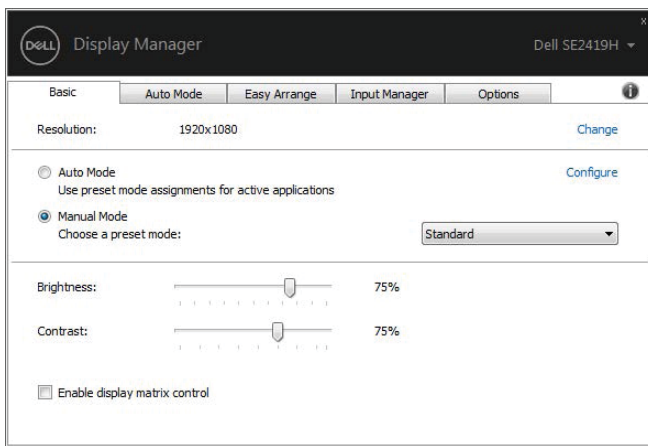 x
DELL Display Manager Dell SE2419H
Basic Auto Mode Easy Arrange Input Manager Options i
Resolution: 1920x1080 Change
Auto Mode Configure
Use preset mode assignments for active applications
Manual Mode
Choose a preset mode: Standard
Brightness: 75%
Contrast: 75%
Enable display matrix control